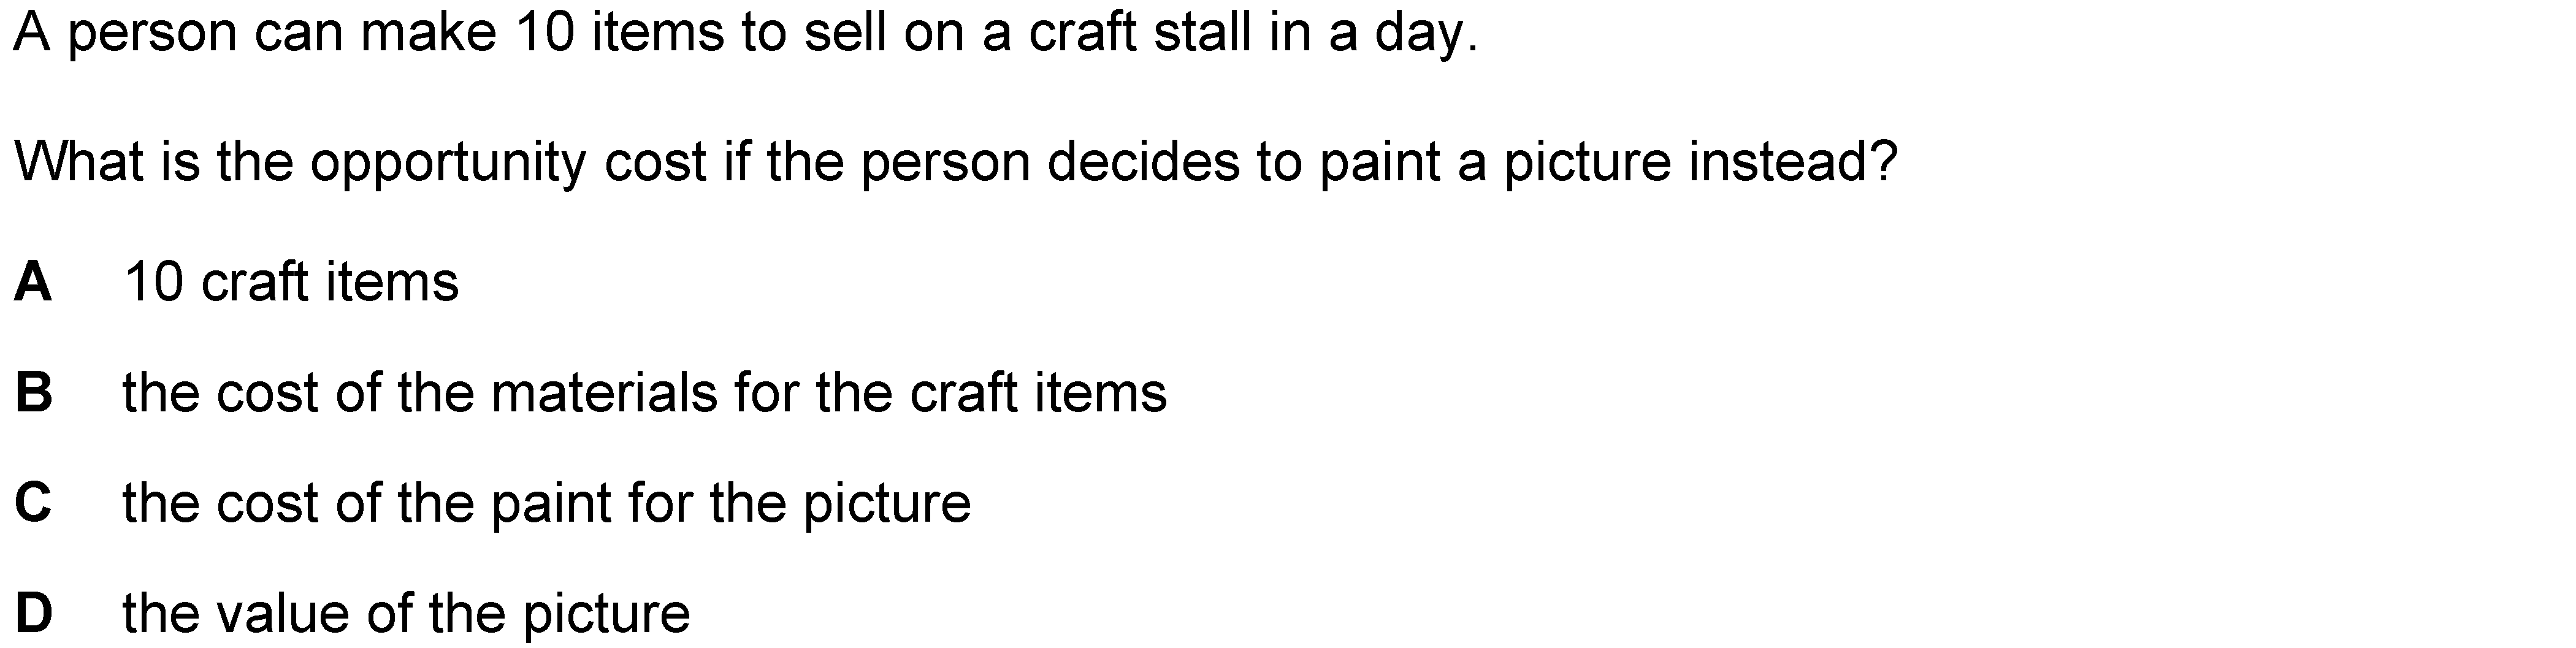 A person can make 10 items to sell on a craft stall in a day.
What is the opportunity cost if the person decides to paint a picture instead?
A 10 craft items
B the cost of the materials for the craft items
C the cost of the paint for the picture
D the value of the picture